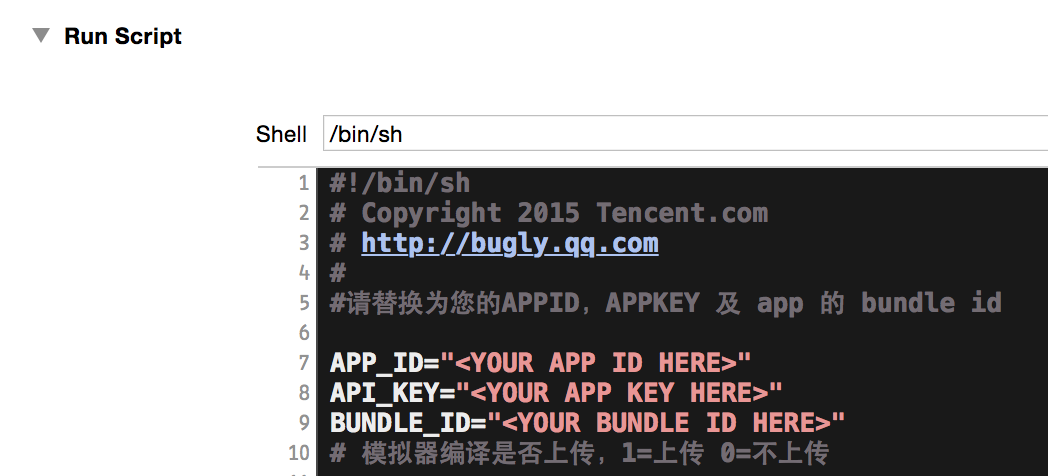 Run Script
Shell /bin/sh
1 #!/bin/sh
2 # Copyright 2015 Tencent.com
3 # http://bugly.qq.com
4 #
5 #请替换为您的APPID，APPKEY 及 app 的 bundle id
6
7 APP_ID="<YOUR APP ID HERE>"
8 API_KEY="<YOUR APP KEY HERE>"
9 BUNDLE_ID="<YOUR BUNDLE ID HERE>"
10 # 模拟器编译是否上传，1=上传 0=不上传